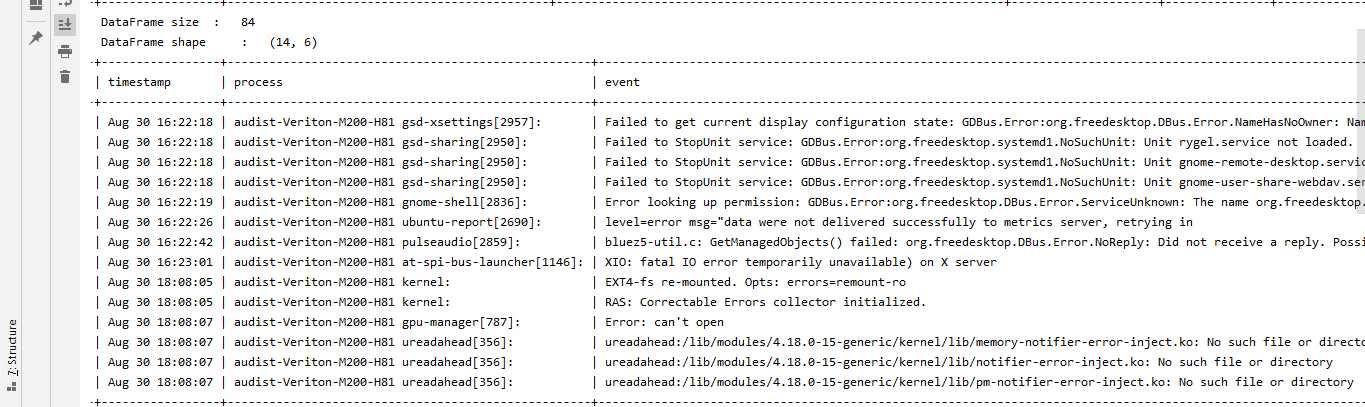 DataFrame size : 84
DataFrame shape : (14, 6)
| timestamp | process | event
| Aug 30 16:22:18 | audist-Veriton-M200-H81 gsd-xsettings[2957]: | Failed to get current display configuration state: GDBus.Error:org.freedesktop.DBus.Error.NameHasNoOwner: Nam
| Aug 30 16:22:18 | audist-Veriton-M200-H81 gsd-sharing[2950]: | Failed to StopUnit service: GDBus.Error:org.freedesktop.systemd1.NoSuchUnit: Unit rygel.service not loaded.
| Aug 30 16:22:18 | audist-Veriton-M200-H81 gsd-sharing[2950]: | Failed to StopUnit service: GDBus.Error:org.freedesktop.systemd1.NoSuchUnit: Unit gnome-remote-desktop.servic
| Aug 30 16:22:18 | audist-Veriton-M200-H81 gsd-sharing[2950]: | Failed to StopUnit service: GDBus.Error:org.freedesktop.systemd1.NoSuchUnit: Unit gnome-user-share-webdav.ser
| Aug 30 16:22:19 | audist-Veriton-M200-H81 gnome-shell[2836]: | Error looking up permission: GDBus.Error:org.freedesktop.DBus.Error.ServiceUnknown: The name org.freedesktop.
| Aug 30 16:22:26 | audist-Veriton-M200-H81 ubuntu-report[2690]: | level=error msg="data were not delivered successfully to metrics server, retrying in
| Aug 30 16:22:42 | audist-Veriton-M200-H81 pulseaudio[2859]: | bluez5-util.c: GetManagedObjects() failed: org.freedesktop.DBus.Error.NoReply: Did not receive a reply. Possi
| Aug 30 16:23:01 | audist-Veriton-M200-H81 at-spi-bus-launcher[1146]: | XIO: fatal IO error temporarily unavailable) on X server
| Aug 30 18:08:05 | audist-Veriton-M200-H81 kernel: | EXT4-fs re-mounted. Opts: errors=remount-ro
| Aug 30 18:08:05 | audist-Veriton-M200-H81 kernel: | RAS: Correctable Errors collector initialized.
| Aug 30 18:08:07 | audist-Veriton-M200-H81 gpu-manager[787]: | Error: can't open
| Aug 30 18:08:07 | audist-Veriton-M200-H81 ureadahead[356]: | ureadahead:/lib/modules/4.18.0-15-generic/kernel/lib/memory-notifier-error-inject.ko: No such file or directo
| Aug 30 18:08:07 | audist-Veriton-M200-H81 ureadahead[356]: | ureadahead:/lib/modules/4.18.0-15-generic/kernel/lib/notifier-error-inject.ko: No such file or directory
| Aug 30 18:08:07 | audist-Veriton-M200-H81 ureadahead[356]: | ureadahead:/lib/modules/4.18.0-15-generic/kernel/lib/pm-notifier-error-inject.ko: No such file or directory
7: Structure